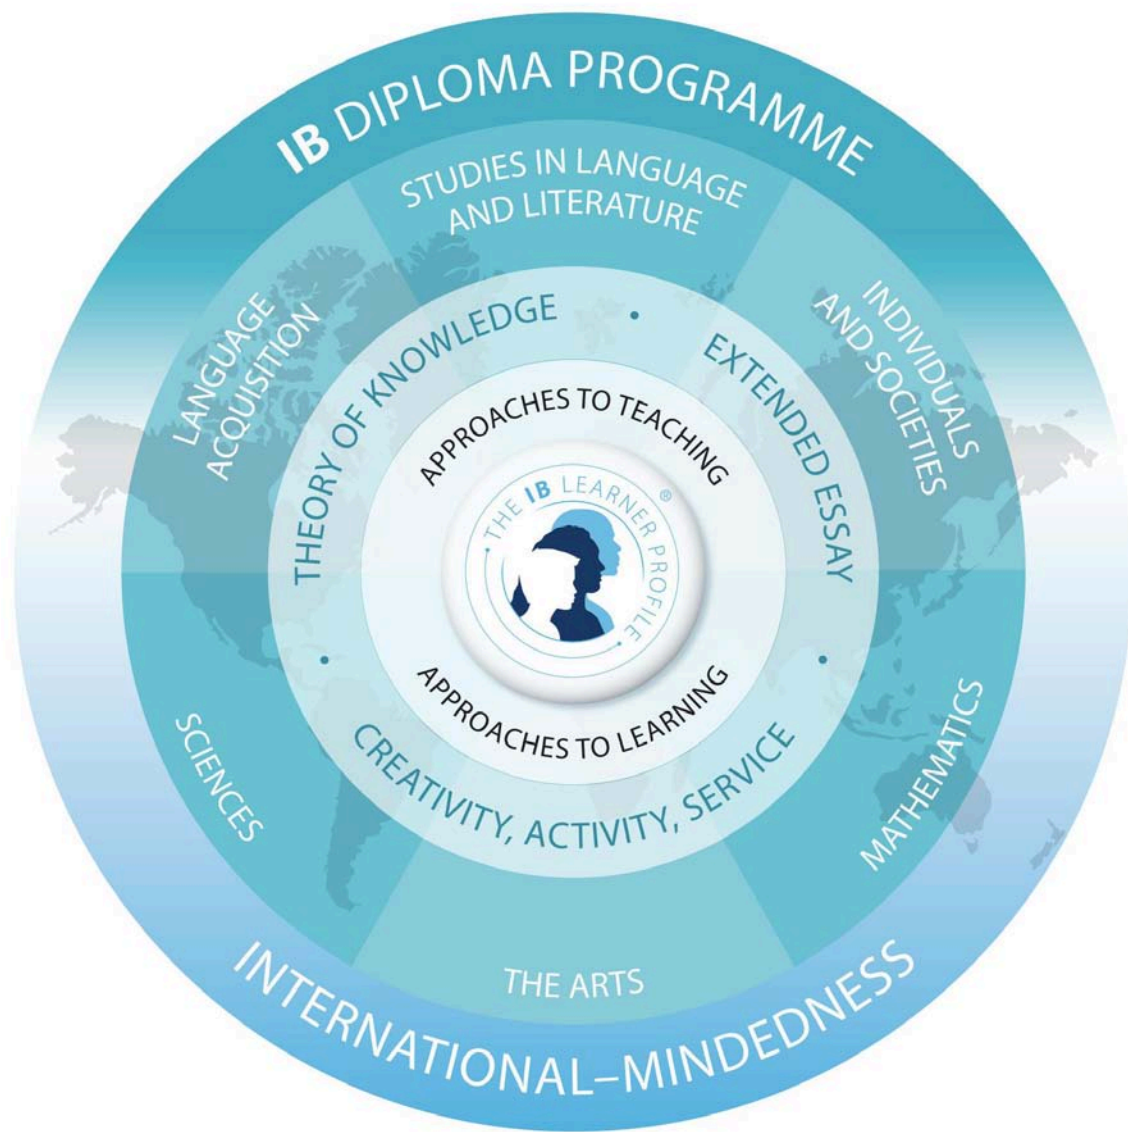 IB DIPLOMA PROGRAMME
STUDIES IN LANGUAGE
AND LITERATURE
LANGUAGE
ACQUISITION
INDIVIDUALS
AND SOCIETIES
THEORY OF KNOWLEDGE
•
EXTENDED ESSAY
APPROACHES TO TEACHING
• THE IB LEARNER PROFILE •
®
APPROACHES TO LEARNING
•
•
CREATIVITY, ACTIVITY, SERVICE
SCIENCES
MATHEMATICS
THE ARTS
INTERNATIONAL–MINDEDNESS